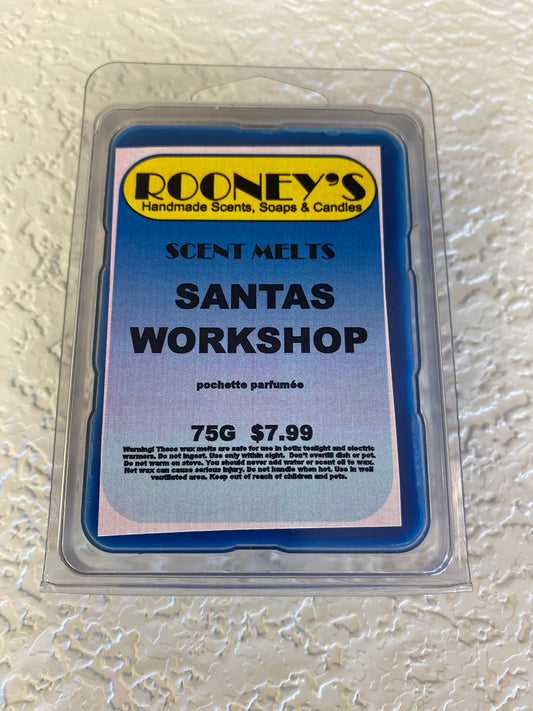 ROONEY'S
Handmade Scents, Soaps & Candles
SCENT MELTS
SANTAS
WORKSHOP
pochette parfumée
75G $7.99
Warning! These wax melts are safe for use in both: tealight and electric
warmers. Do not ingest. Use only within sight. Don't overfill dish or pot.
Do not warm on stove. You should never add water or scent oil to wax.
Hot wax can cause serious injury. Do not handle when hot. Use in well
ventilated area. Keep out of reach of children and pets.